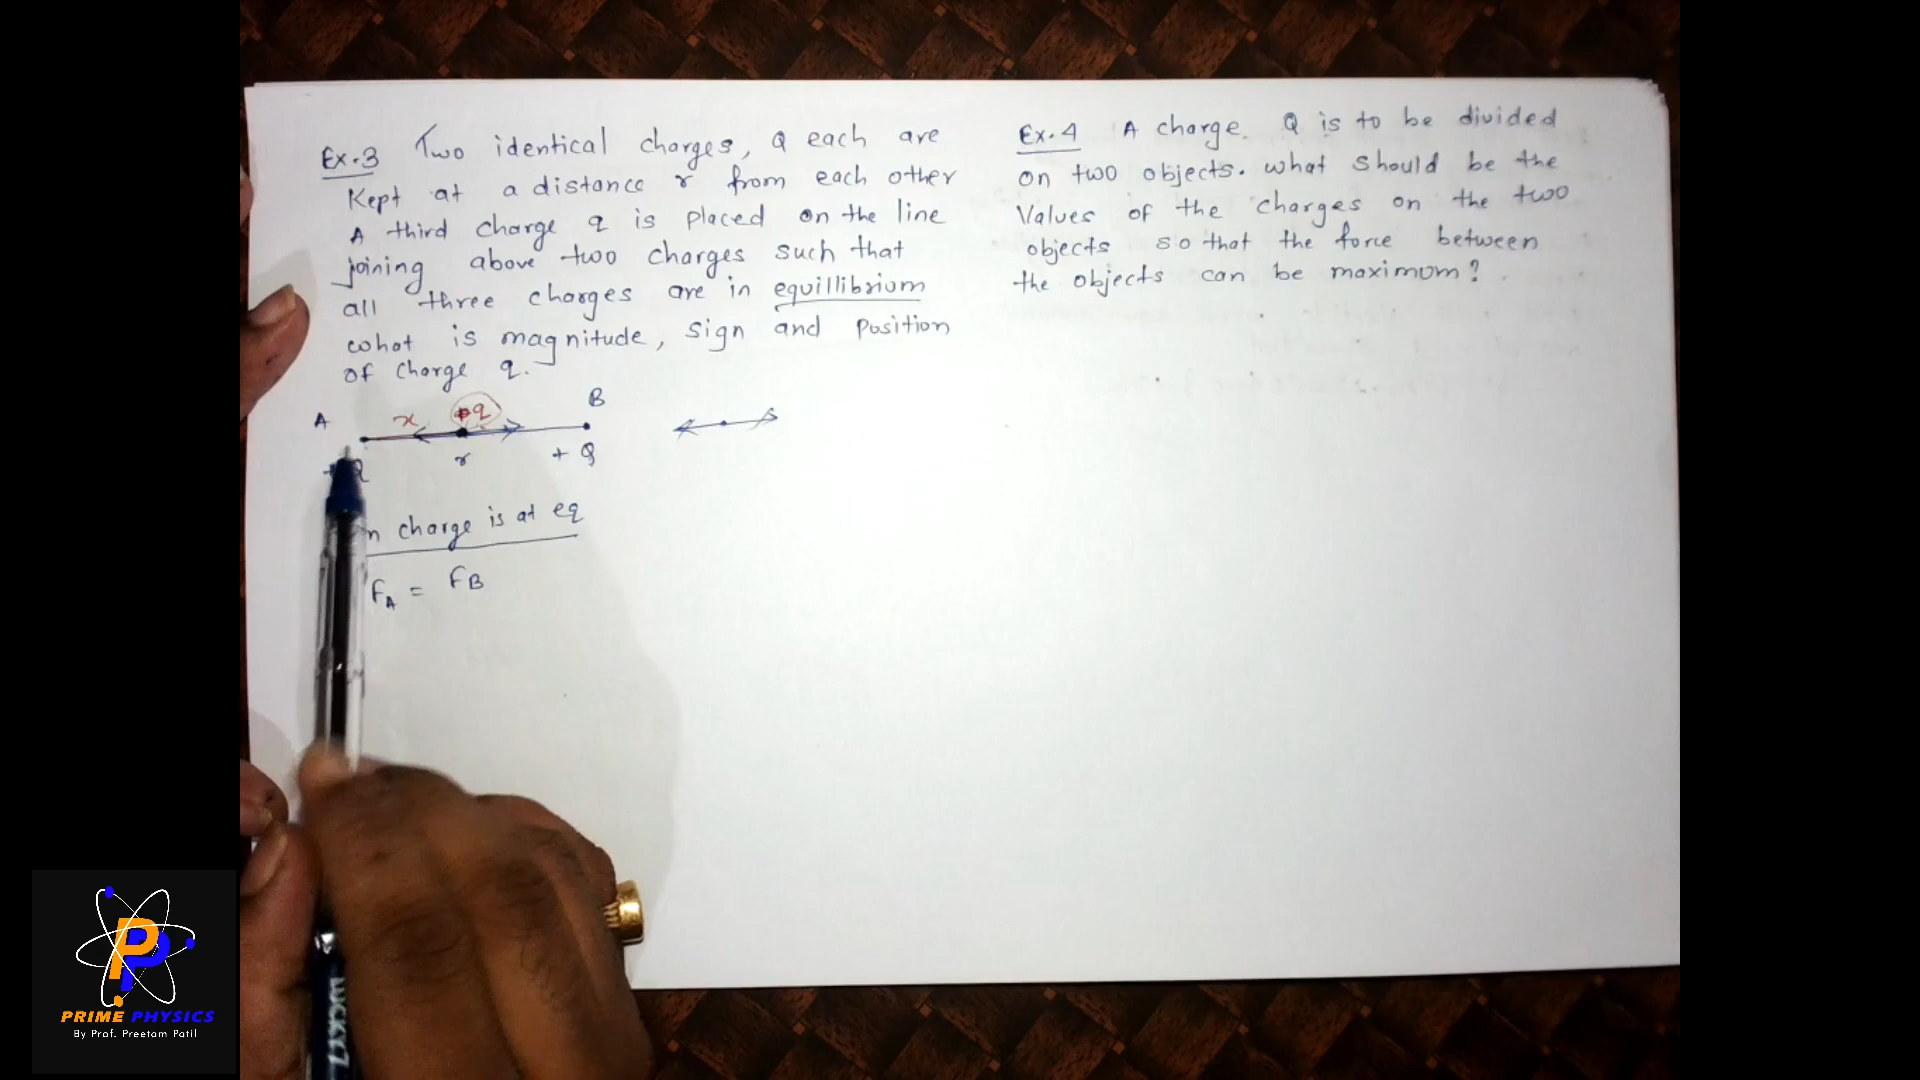 Ex.3 Two identical charges, Q each are
Kept at a distance r from each other
A third charge q is placed on the line
joining above two charges such that
all three charges are in equillibrium
what is magnitude, sign and position
of charge q.
A x q B
r + Q
n charge is at eq
FA = FB
Ex.4 A charge Q is to be divided
on two objects. what should be the
Values of the charges on the two
objects so that the force between
the objects can be maximum?
PRIME PHYSICS
By Prof. Preetam Patil